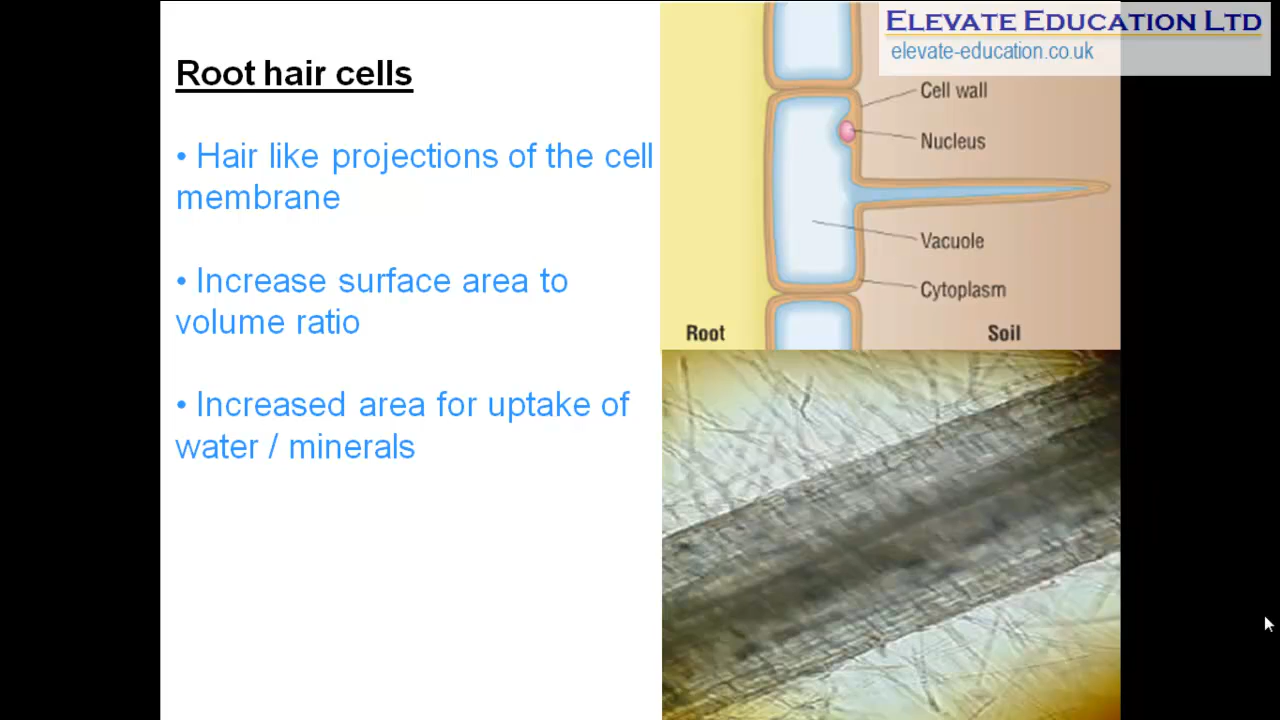 ELEVATE EDUCATION LTD
elevate-education.co.uk
Root hair cells
• Hair like projections of the cell
membrane
• Increase surface area to
volume ratio
• Increased area for uptake of
water / minerals
Cell wall
Nucleus
Vacuole
Cytoplasm
Root
Soil